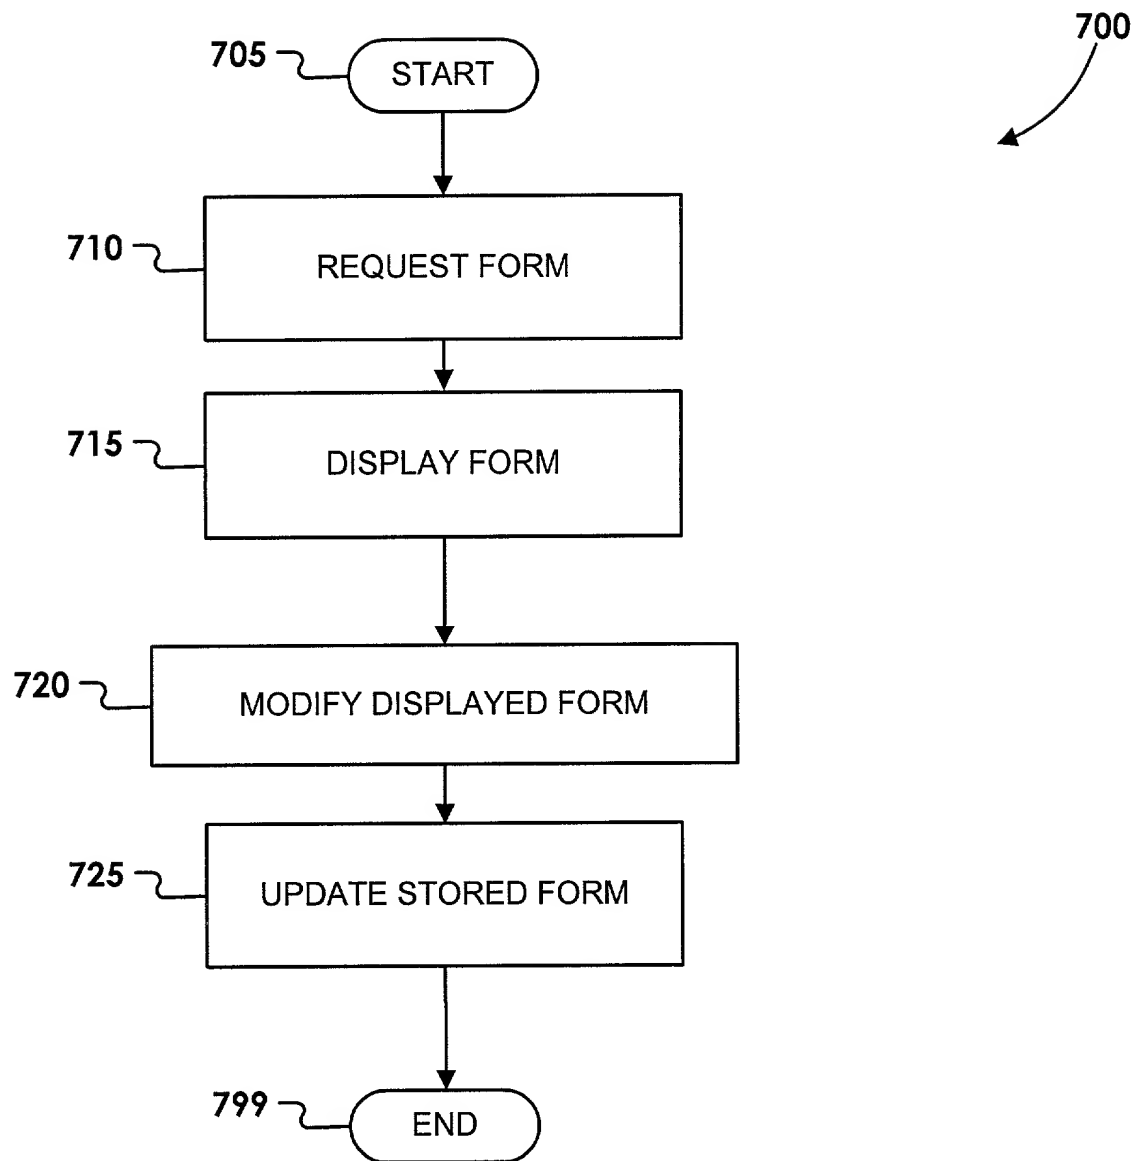 700
705 START
710 REQUEST FORM
715 DISPLAY FORM
720 MODIFY DISPLAYED FORM
725 UPDATE STORED FORM
799 END